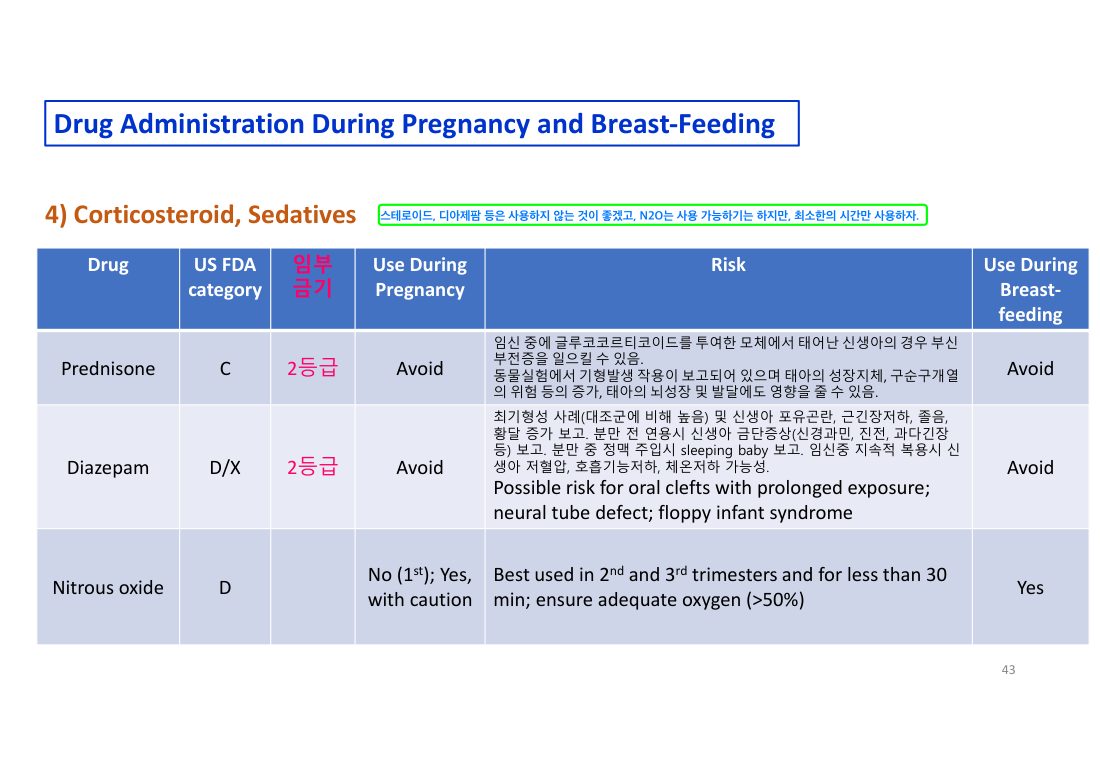 Drug Administration During Pregnancy and Breast-Feeding
4) Corticosteroid, Sedatives
스테로이드, 디아제팜 등은 사용하지 않는 것이 좋겠고, N2O는 사용 가능하기는 하지만, 최소한의 시간만 사용하자.
Drug
US FDA
category
임부
금기
Use During
Pregnancy
Risk
Use During
Breast-
feeding
Prednisone
C
2등급
Avoid
임신 중에 글루코코르티코이드를 투여한 모체에서 태어난 신생아의 경우 부신
부전증을 일으킬 수 있음.
동물실험에서 기형발생 작용이 보고되어 있으며 태아의 성장지체, 구순구개열
의 위험 등의 증가, 태아의 뇌성장 및 발달에도 영향을 줄 수 있음.
Avoid
Diazepam
D/X
2등급
Avoid
최기형성 사례(대조군에 비해 높음) 및 신생아 포유곤란, 근긴장저하, 졸음,
황달 증가 보고. 분만 전 연용시 신생아 금단증상(신경과민, 진전, 과다긴장
등) 보고. 분만 중 정맥 주입시 sleeping baby 보고. 임신중 지속적 복용시 신
생아 저혈압, 호흡기능저하, 체온저하 가능성.
Possible risk for oral clefts with prolonged exposure;
neural tube defect; floppy infant syndrome
Avoid
Nitrous oxide
D
No (1st); Yes,
with caution
Best used in 2nd and 3rd trimesters and for less than 30
min; ensure adequate oxygen (>50%)
Yes
43